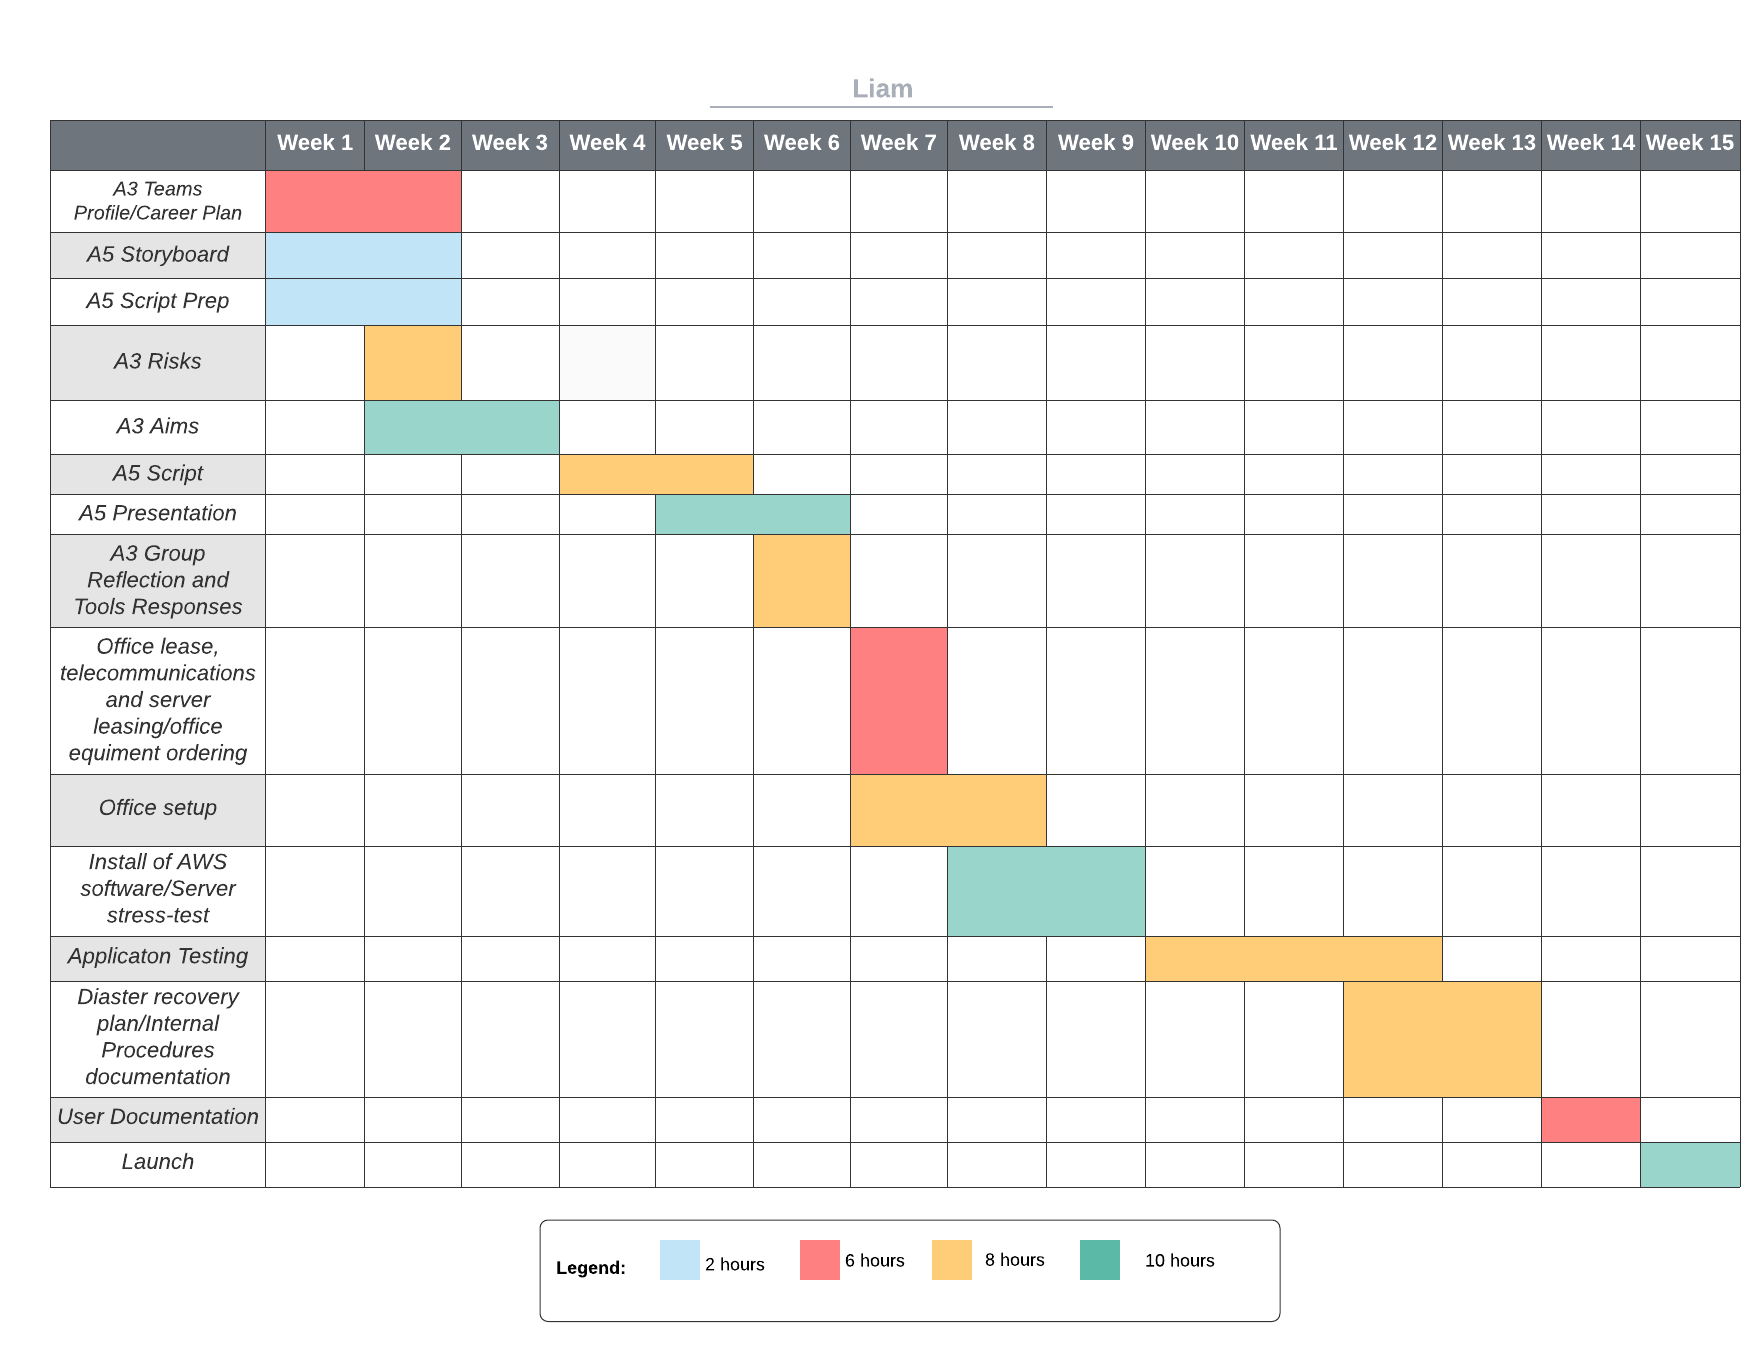 Liam
Week 1 Week 2 Week 3 Week 4 Week 5 Week 6 Week 7 Week 8 Week 9 Week 10 Week 11 Week 12 Week 13 Week 14 Week 15
A3 Teams
Profile/Career Plan
A5 Storyboard
A5 Script Prep
A3 Risks
A3 Aims
A5 Script
A5 Presentation
A3 Group
Reflection and
Tools Responses
Office lease,
telecommunications
and server
leasing/office
equiment ordering
Office setup
Install of AWS
software/Server
stress-test
Applicaton Testing
Diaster recovery
plan/Internal
Procedures
documentation
User Documentation
Launch
Legend: 2 hours 6 hours 8 hours 10 hours